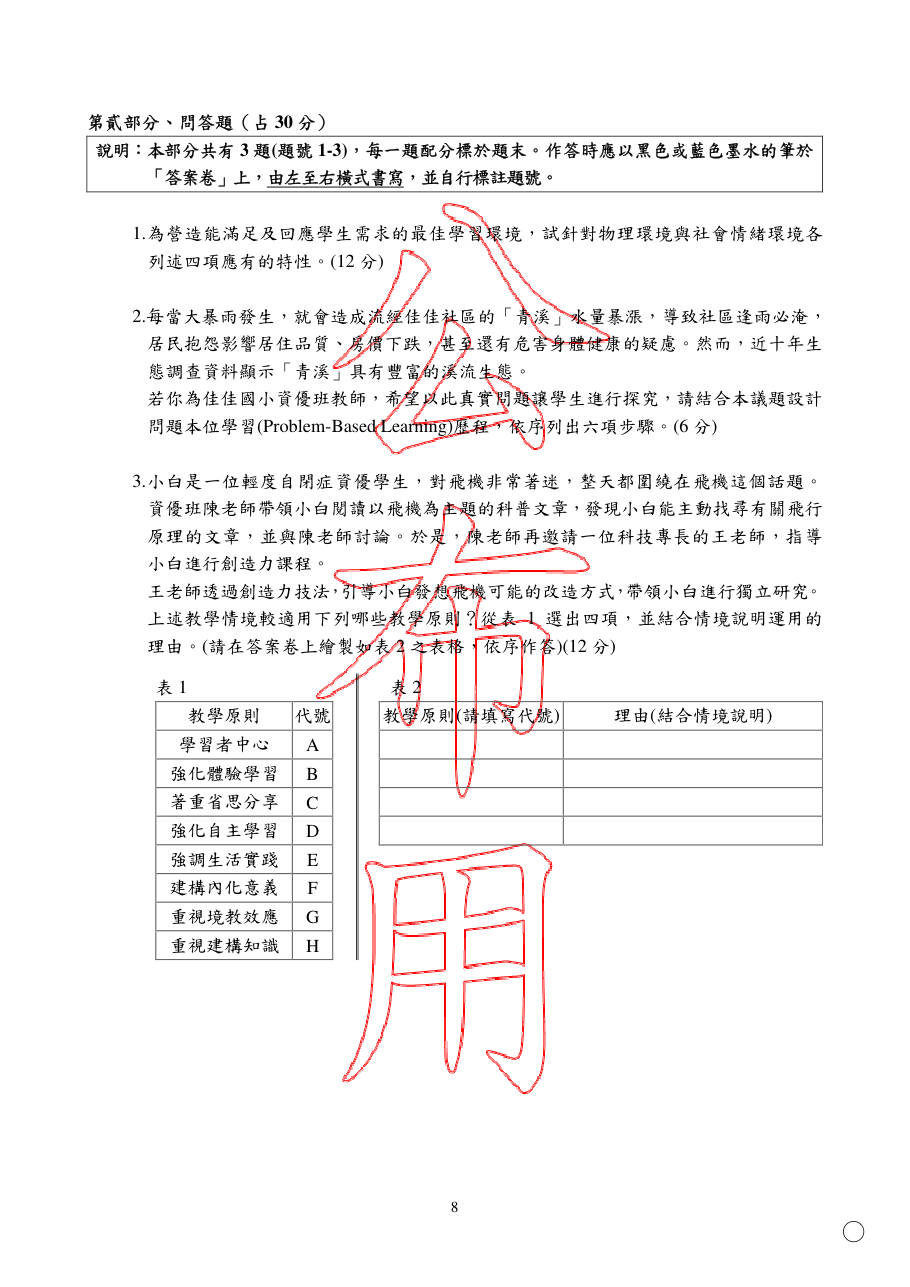 第貳部分、問答題（占 30 分）
說明：本部分共有 3 題(題號 1-3)，每一題配分標於題末。作答時應以黑色或藍色墨水的筆於
「答案卷」上，由左至右橫式書寫，並自行標註題號。
1.為營造能滿足及回應學生需求的最佳學習環境，試針對物理環境與社會情緒環境各
列述四項應有的特性。(12 分)
2.每當大暴雨發生，就會造成流經佳佳社區的「青溪」水量暴漲，導致社區逢雨必淹，
居民抱怨影響居住品質、房價下跌，甚至還有危害身體健康的疑慮。然而，近十年生
態調查資料顯示「青溪」具有豐富的溪流生態。
若你為佳佳國小資優班教師，希望以此真實問題讓學生進行探究，請結合本議題設計
問題本位學習(Problem-Based Learning)歷程，依序列出六項步驟。(6 分)
3.小白是一位輕度自閉症資優學生，對飛機非常著迷，整天都圍繞在飛機這個話題。
資優班陳老師帶領小白閱讀以飛機為主題的科普文章，發現小白能主動找尋有關飛行
原理的文章，並與陳老師討論。於是，陳老師再邀請一位科技專長的王老師，指導
小白進行創造力課程。
王老師透過創造力技法，引導小白發想飛機可能的改造方式，帶領小白進行獨立研究。
上述教學情境較適用下列哪些教學原則？從表 1 選出四項，並結合情境說明運用的
理由。(請在答案卷上繪製如表 2 之表格，依序作答)(12 分)
表 1
教學原則 代號
學習者中心 A
強化體驗學習 B
著重省思分享 C
強化自主學習 D
強調生活實踐 E
建構內化意義 F
重視境教效應 G
重視建構知識 H
表 2
教學原則(請填寫代號) 理由(結合情境說明)
公
布
用
8